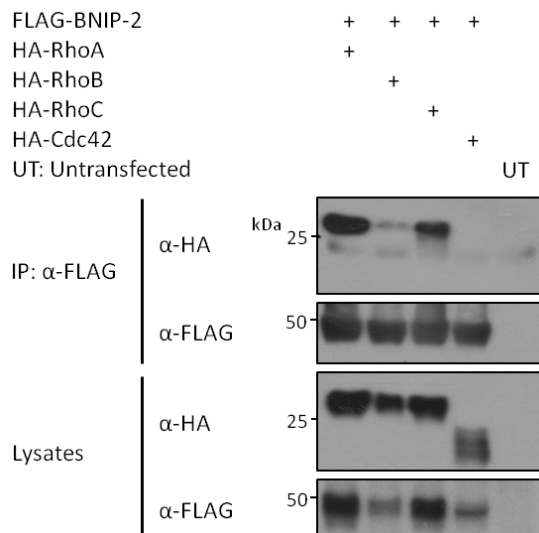 FLAG-BNIP-2 + + + +
HA-RhoA +
HA-RhoB +
HA-RhoC +
HA-Cdc42 +
UT: Untransfected UT
kDa
α-HA 25
IP: α-FLAG
α-FLAG 50
α-HA 25
Lysates
α-FLAG 50